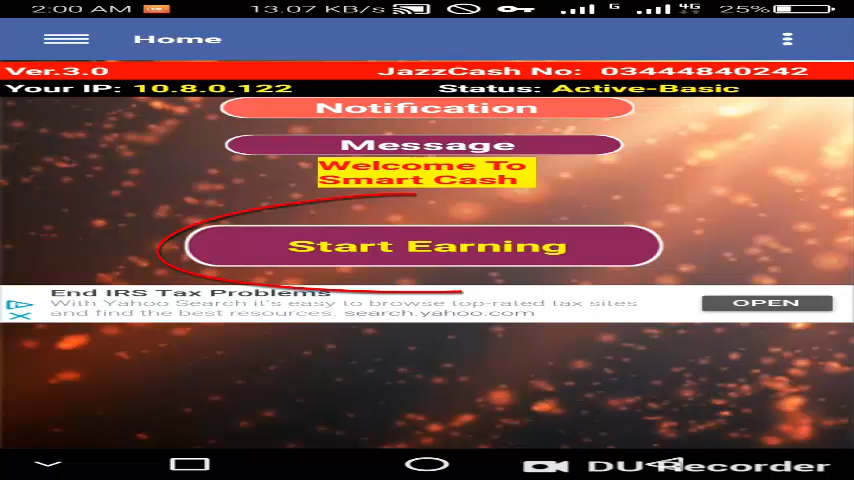 2:00 AM 13.07 KB/s G 4G 25%
Home
Ver.3.0 JazzCash No: 03444840242
Your IP: 10.8.0.122 Status: Active-Basic
Notification
Message
Welcome To
Smart Cash
Start Earning
End IRS Tax Problems
With Yahoo Search it's easy to browse top-rated tax sites
and find the best resources. search.yahoo.com
OPEN
DU Recorder